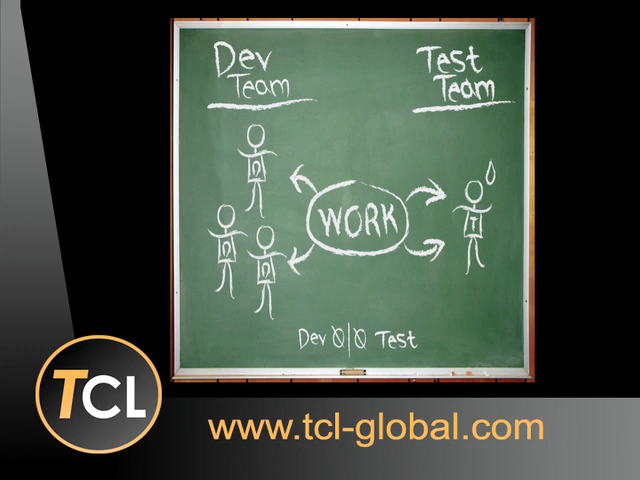 Dev
Team
Test
Team
WORK
T
Dev 0|0 Test
TCL
www.tcl-global.com